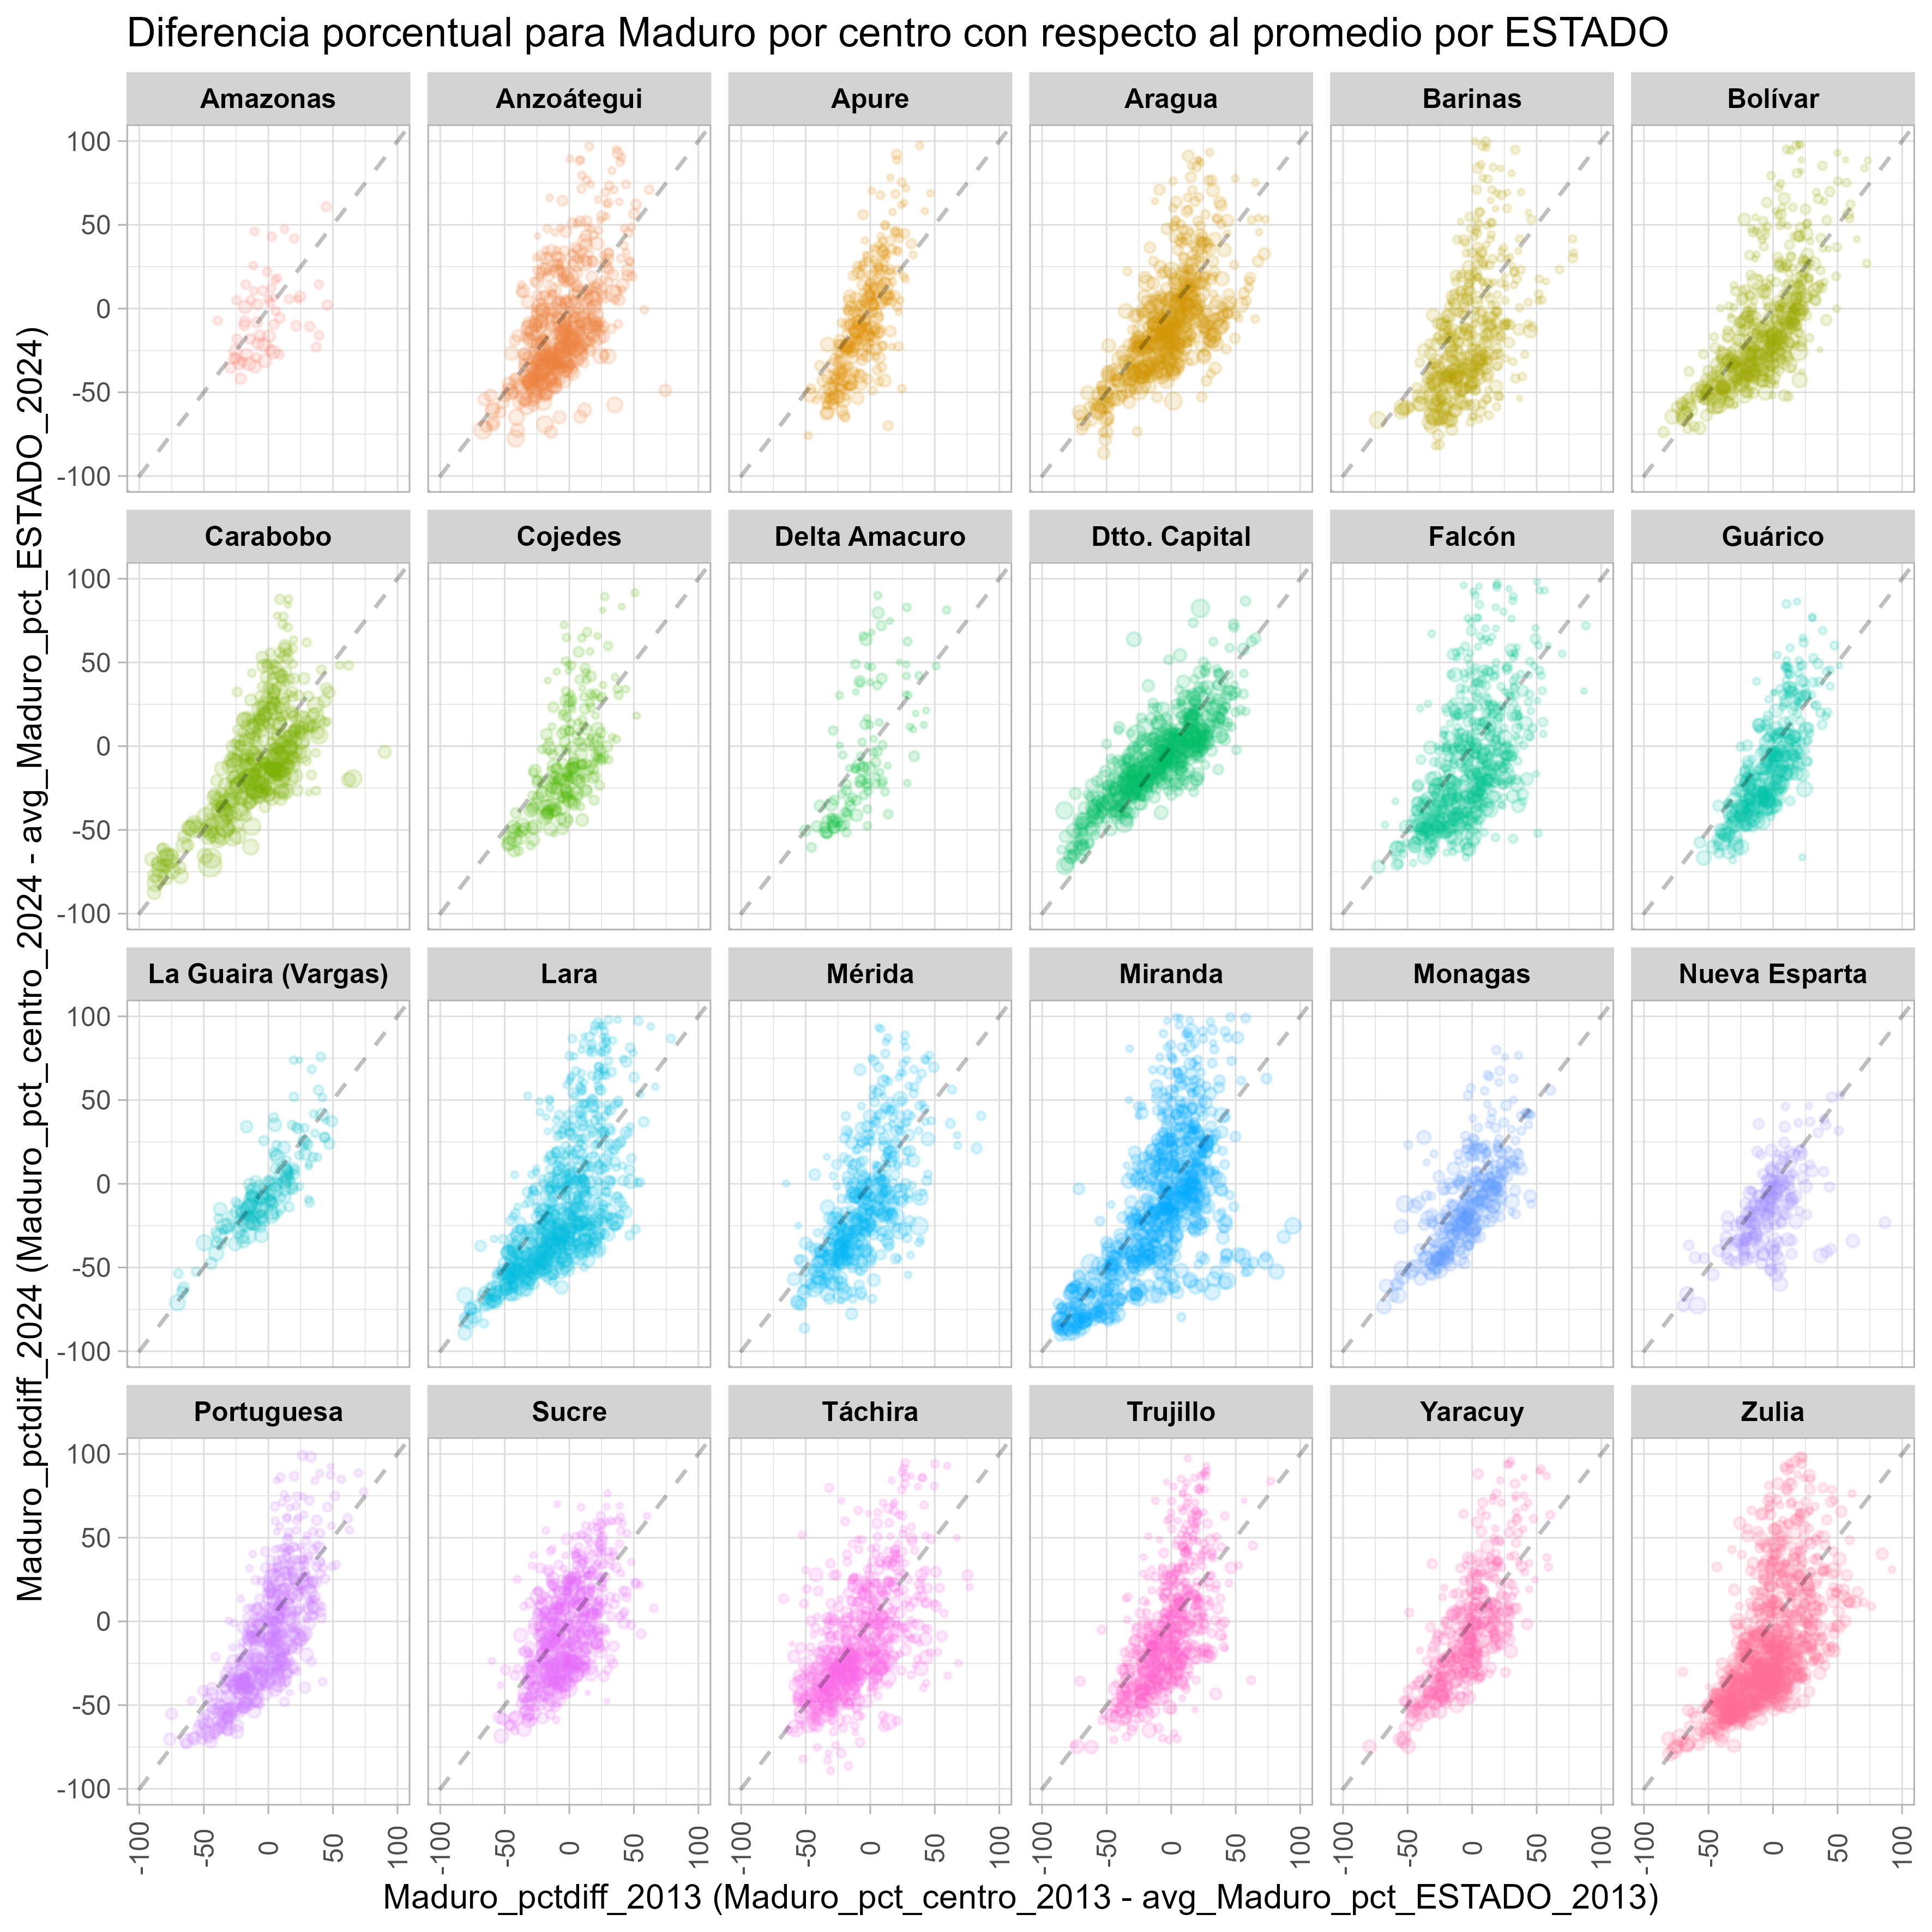 Diferencia porcentual para Maduro por centro con respecto al promedio por ESTADO
Maduro_pctdiff_2024 (Maduro_pct_centro_2024 - avg_Maduro_pct_ESTADO_2024)
Amazonas Anzoátegui Apure Aragua Barinas Bolívar
100
50
0
-50
-100
Carabobo Cojedes Delta Amacuro Dtto. Capital Falcón Guárico
100
50
0
-50
-100
La Guaira (Vargas) Lara Mérida Miranda Monagas Nueva Esparta
100
50
0
-50
-100
Portuguesa Sucre Táchira Trujillo Yaracuy Zulia
100
50
0
-50
-100
-100 -50 0 50 100 -100 -50 0 50 100 -100 -50 0 50 100 -100 -50 0 50 100 -100 -50 0 50 100 -100 -50 0 50 100
Maduro_pctdiff_2013 (Maduro_pct_centro_2013 - avg_Maduro_pct_ESTADO_2013)